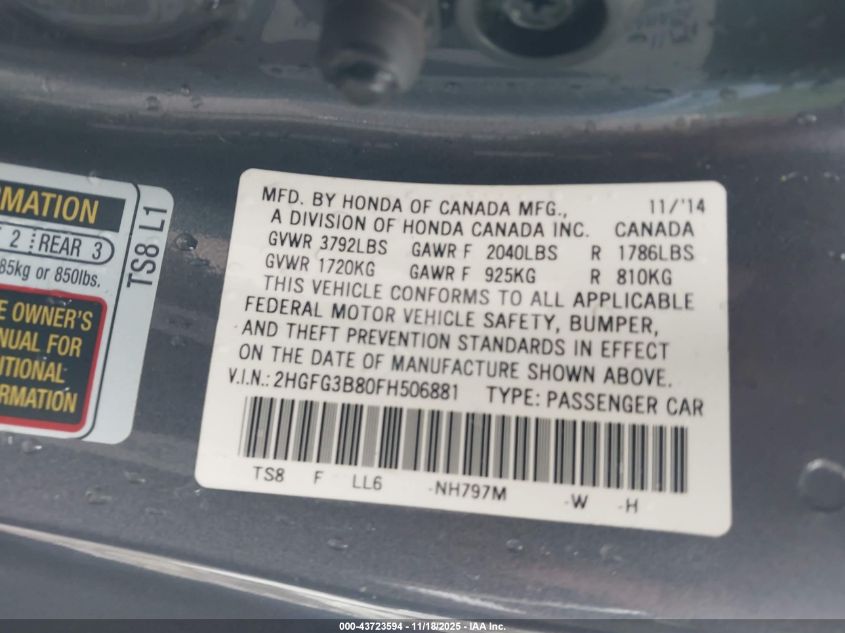 RMATION
2 REAR 3
85kg or 850lbs.
TS8 L1
E OWNER'S
ANUAL FOR
DITIONAL
ORMATION
MFD. BY HONDA OF CANADA MFG., 11/'14
A DIVISION OF HONDA CANADA INC. CANADA
GVWR 3792LBS GAWR F 2040LBS R 1786LBS
GVWR 1720KG GAWR F 925KG R 810KG
THIS VEHICLE CONFORMS TO ALL APPLICABLE
FEDERAL MOTOR VEHICLE SAFETY, BUMPER,
AND THEFT PREVENTION STANDARDS IN EFFECT
ON THE DATE OF MANUFACTURE SHOWN ABOVE.
V.I.N.: 2HGFG3B80FH506881 TYPE: PASSENGER CAR
TS8 F LL6 -NH797M -W -H
000-43723594 - 11/18/2025 - IAA Inc.